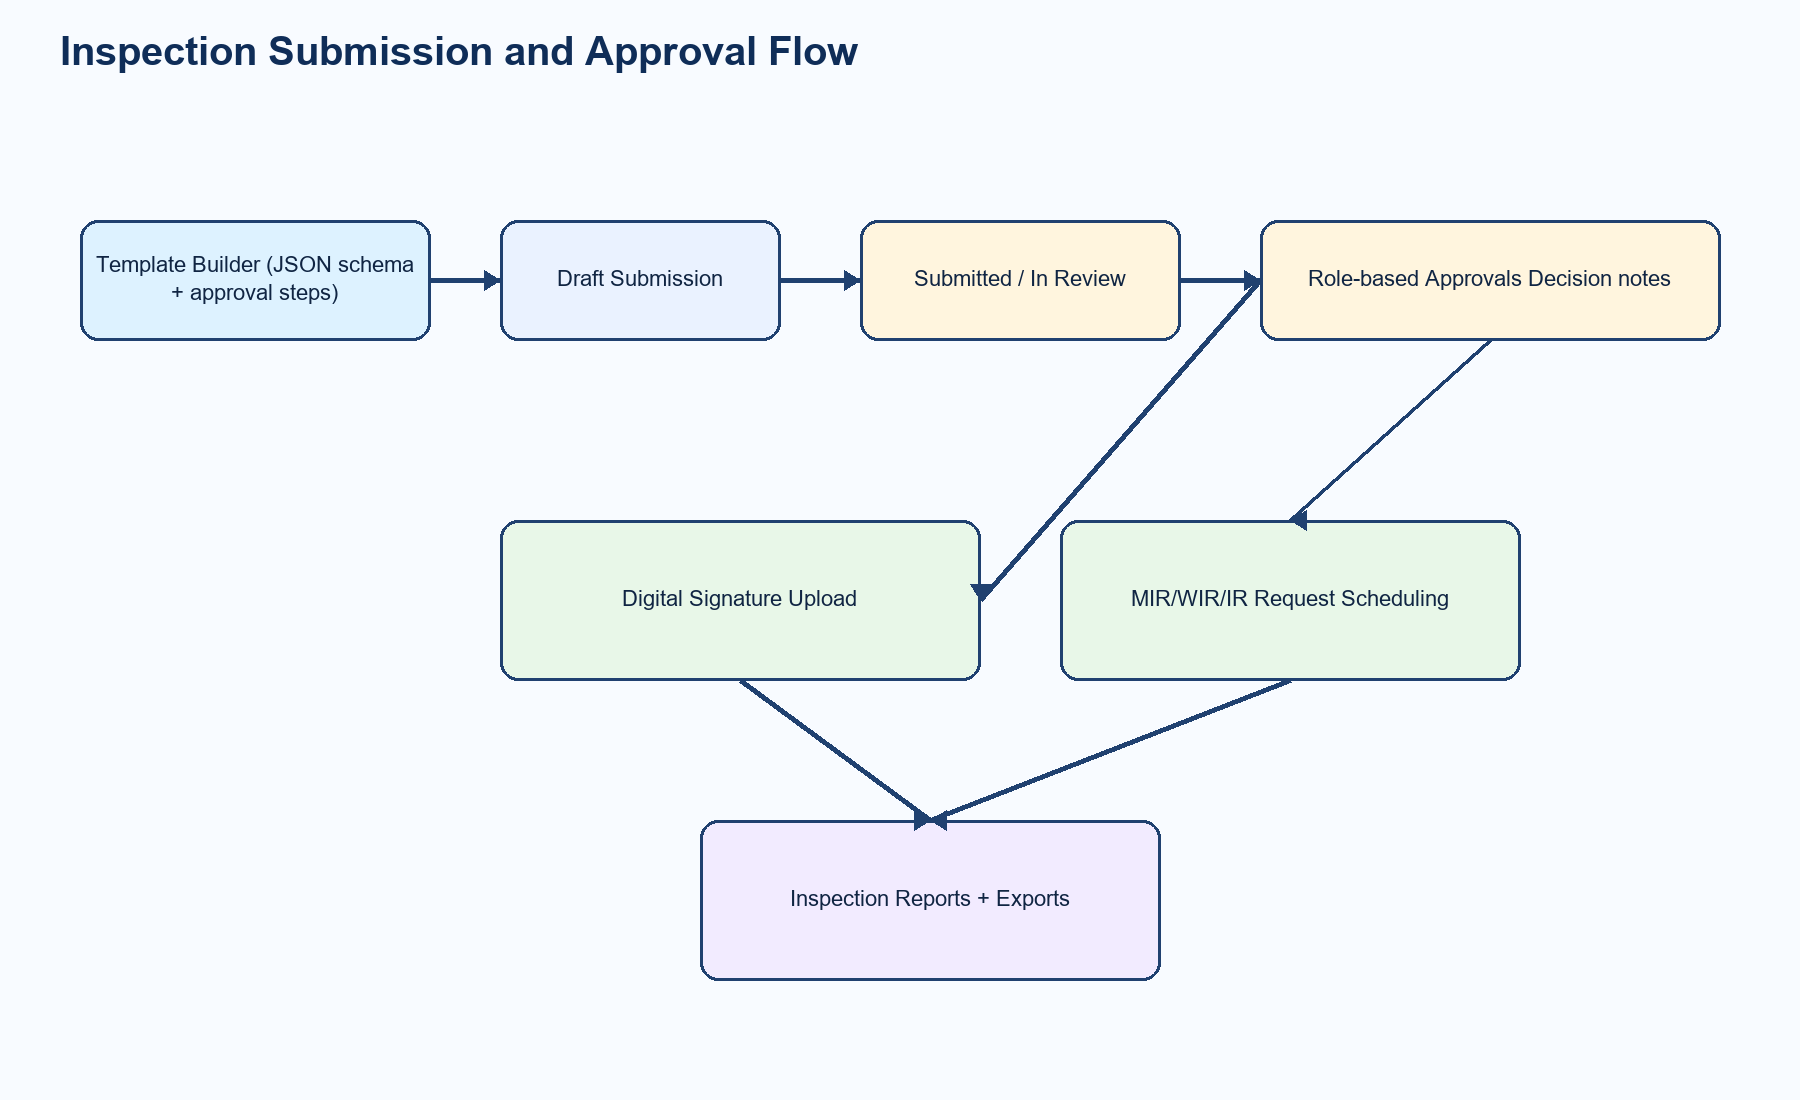 Inspection Submission and Approval Flow
Template Builder (JSON schema
+ approval steps)
Draft Submission
Submitted / In Review
Role-based Approvals Decision notes
Digital Signature Upload
MIR/WIR/IR Request Scheduling
Inspection Reports + Exports